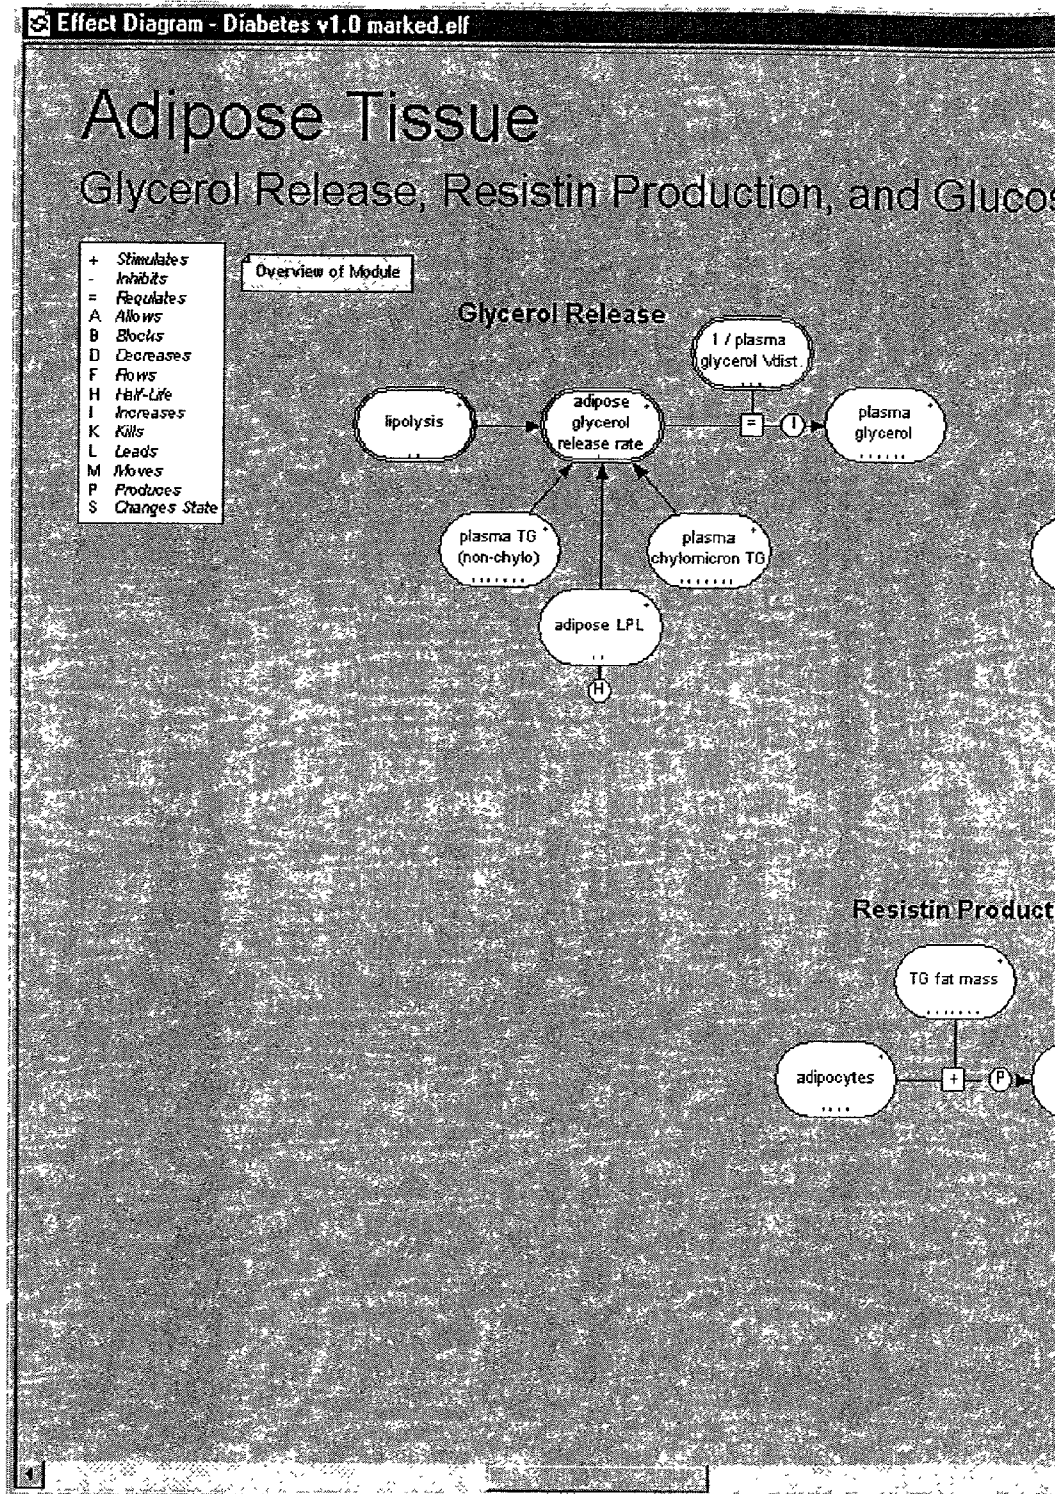 Effect Diagram - Diabetes v1.0 marked.elf
Adipose Tissue
Glycerol Release, Resistin Production, and Glucos
+ Stimulates
- Inhibits
= Regulates
A Allows
B Blocks
D Decreases
F Flows
H Half-Life
I Increases
K Kills
L Leads
M Moves
P Produces
S Changes State
Overview of Module
Glycerol Release
1 / plasma
glycerol Vdist.
lipolysis
adipose
glycerol
release rate
=
I
plasma
glycerol
plasma TG
(non-chylo)
plasma
chylomicron TG
adipose LPL
H
Resistin Product
TG fat mass
adipocytes
+
P